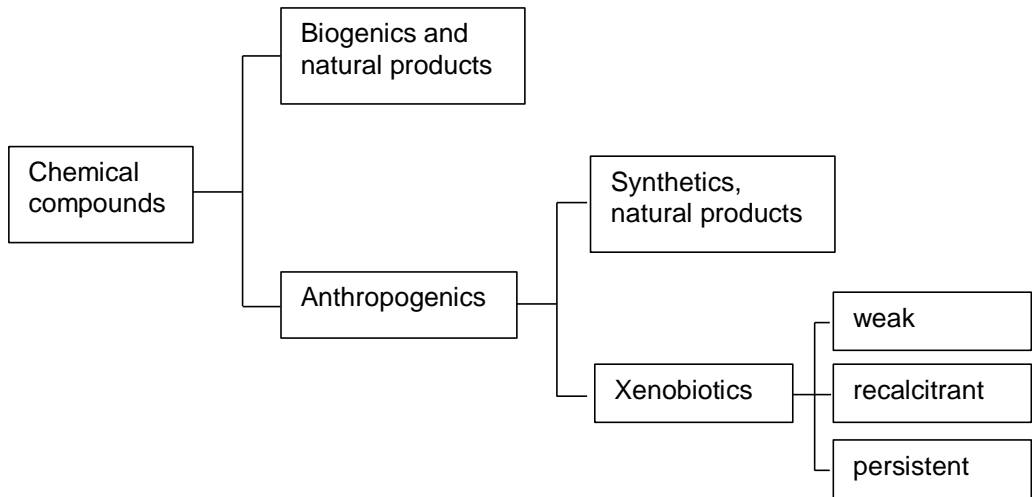 Biogenics and
natural products
Chemical
compounds
Synthetics,
natural products
Anthropogenics
weak
Xenobiotics
recalcitrant
persistent